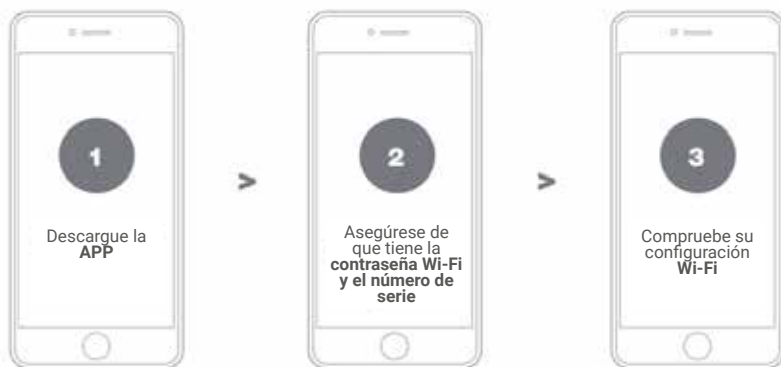 1
Descargue la
APP
>
2
Asegúrese de
que tiene la
contraseña Wi-Fi
y el número de
serie
>
3
Compruebe su
configuración
Wi-Fi